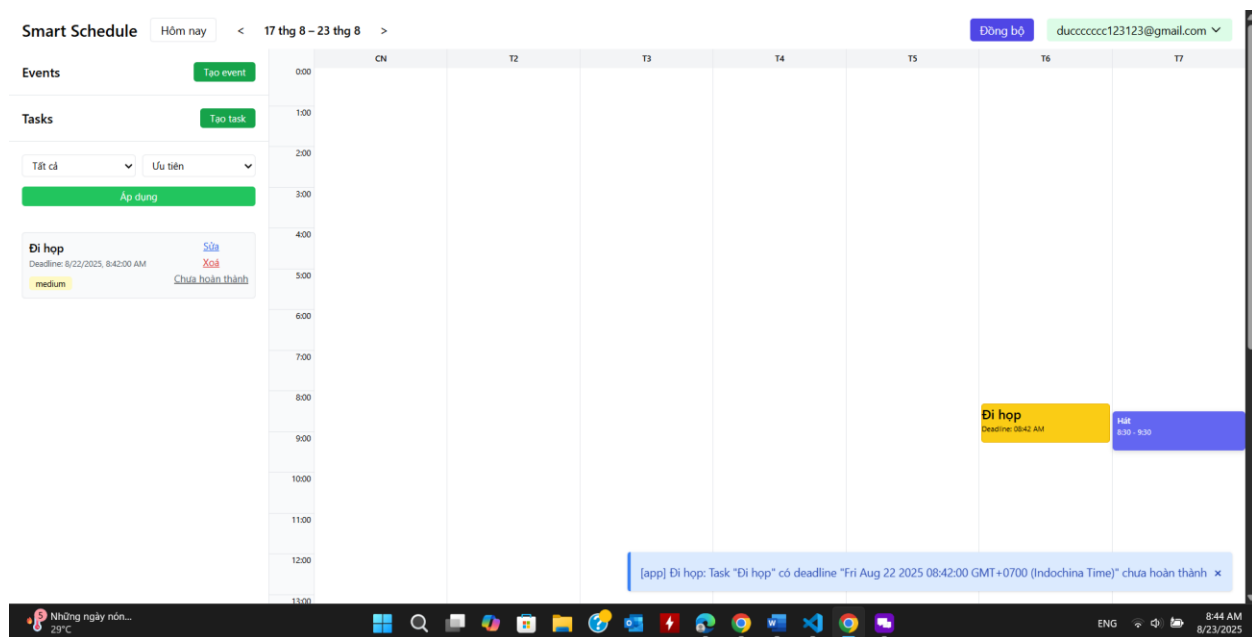 Smart Schedule
Hôm nay
<
17 thg 8 – 23 thg 8
>
Đồng bộ
duccccccc123123@gmail.com
Events
Tạo event
Tasks
Tạo task
Tất cả
Ưu tiên
Áp dụng
Đi họp
Deadline: 8/22/2025, 8:42:00 AM
medium
Sửa
Xoá
Chưa hoàn thành
CN T2 T3 T4 T5 T6 T7
0:00
1:00
2:00
3:00
4:00
5:00
6:00
7:00
8:00
9:00
10:00
11:00
12:00
13:00
Đi họp
Deadline: 08:42 AM
Hát
8:30 - 9:30
[app] Đi họp: Task "Đi họp" có deadline "Fri Aug 22 2025 08:42:00 GMT+0700 (Indochina Time)" chưa hoàn thành ×
5
Những ngày nón...
29°C
ENG
8:44 AM
8/23/2025